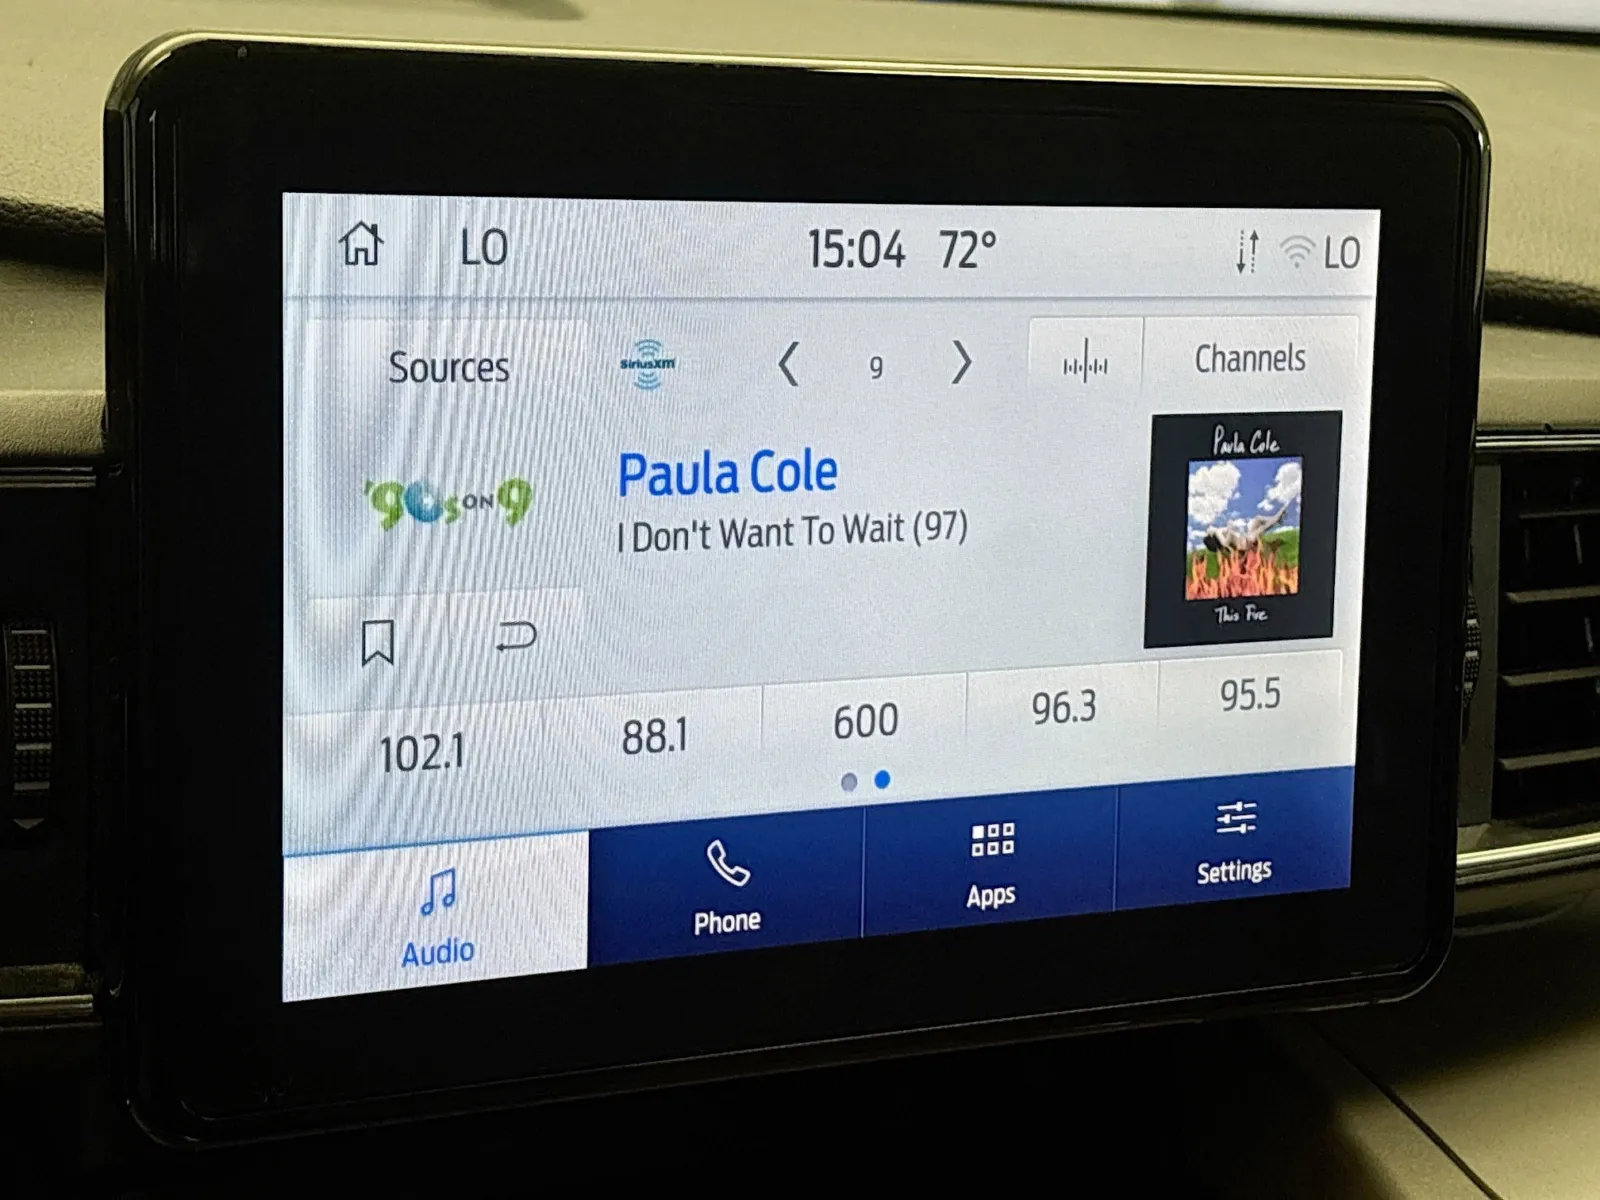 LO 15:04 72° LO
Sources SiriusXM 9 Channels
'90s ON 9
Paula Cole
I Don't Want To Wait (97)
Paula Cole
This Fire
102.1 88.1 600 96.3 95.5
Audio Phone Apps Settings